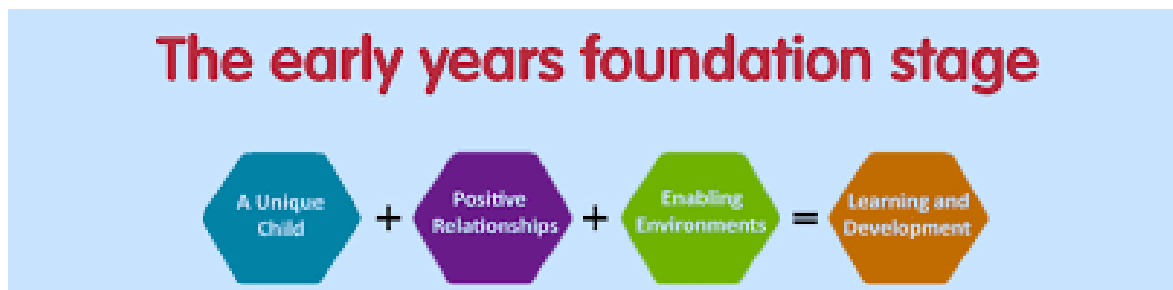 The early years foundation stage
A Unique
Child
+
Positive
Relationships
+
Enabling
Environments
=
Learning and
Development